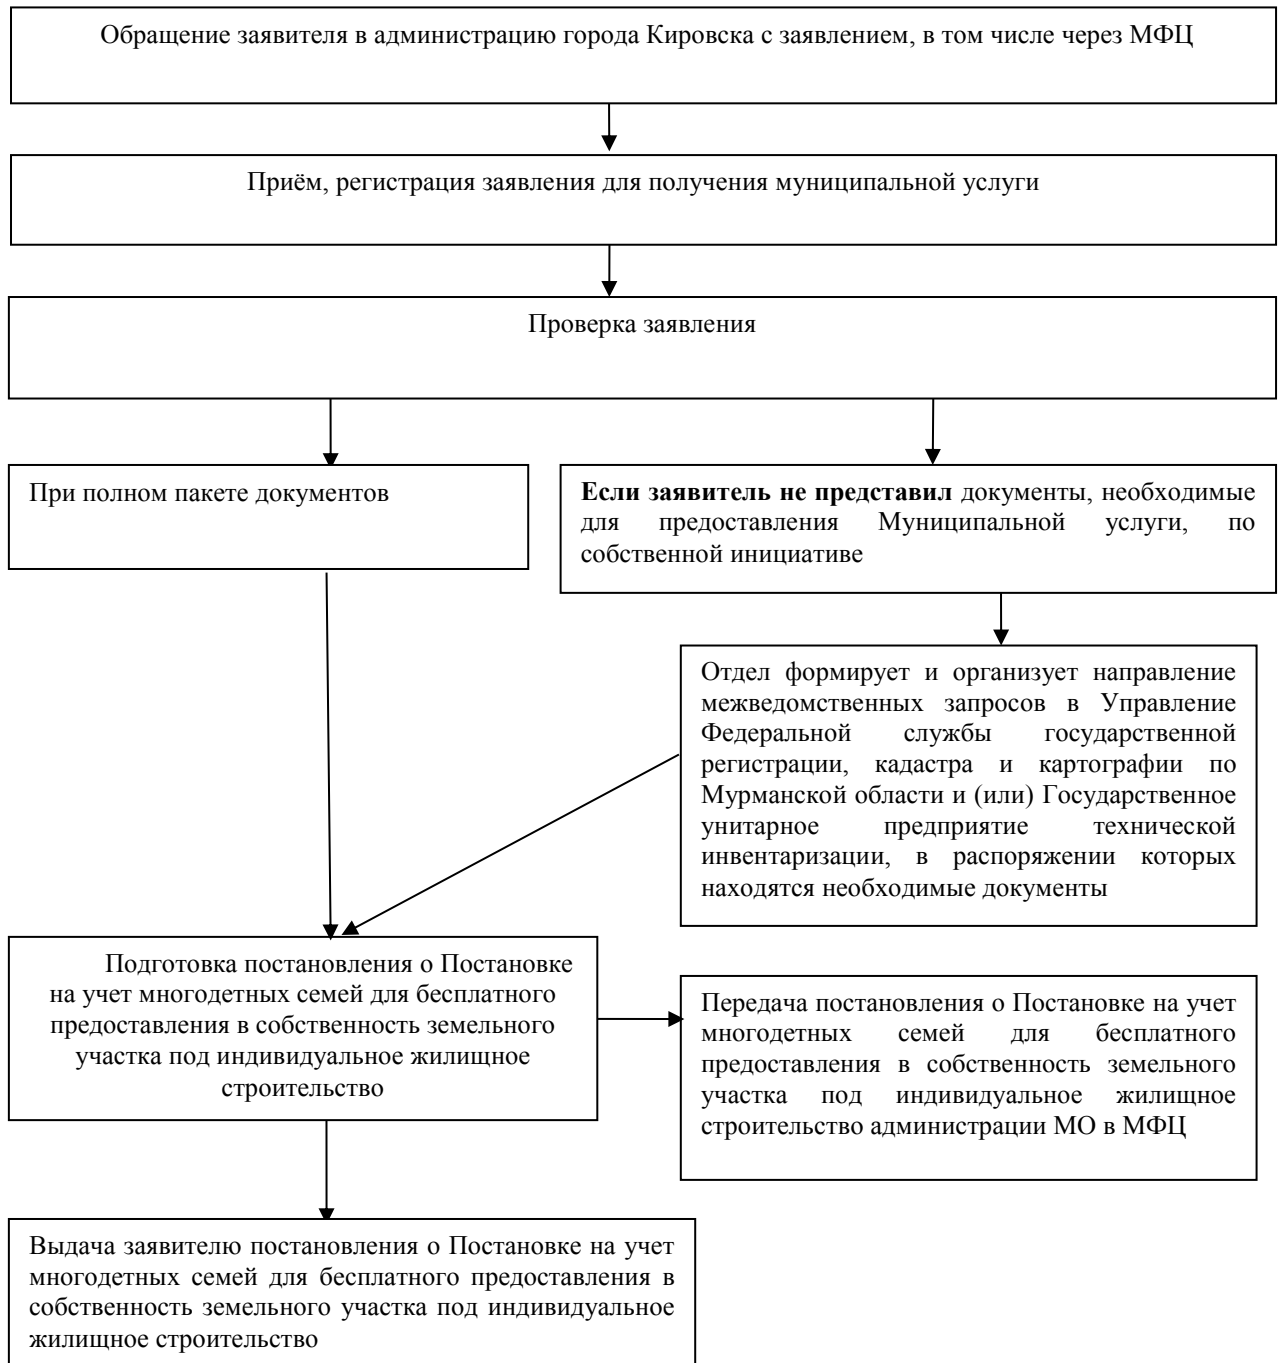 Обращение заявителя в администрацию города Кировска с заявлением, в том числе через МФЦ
Приём, регистрация заявления для получения муниципальной услуги
Проверка заявления
При полном пакете документов
Если заявитель не представил документы, необходимые
для предоставления Муниципальной услуги, по
собственной инициативе
Отдел формирует и организует направление
межведомственных запросов в Управление
Федеральной службы государственной
регистрации, кадастра и картографии по
Мурманской области и (или) Государственное
унитарное предприятие технической
инвентаризации, в распоряжении которых
находятся необходимые документы
Подготовка постановления о Постановке
на учет многодетных семей для бесплатного
предоставления в собственность земельного
участка под индивидуальное жилищное
строительство
Передача постановления о Постановке на учет
многодетных семей для бесплатного
предоставления в собственность земельного
участка под индивидуальное жилищное
строительство администрации МО в МФЦ
Выдача заявителю постановления о Постановке на учет
многодетных семей для бесплатного предоставления в
собственность земельного участка под индивидуальное
жилищное строительство